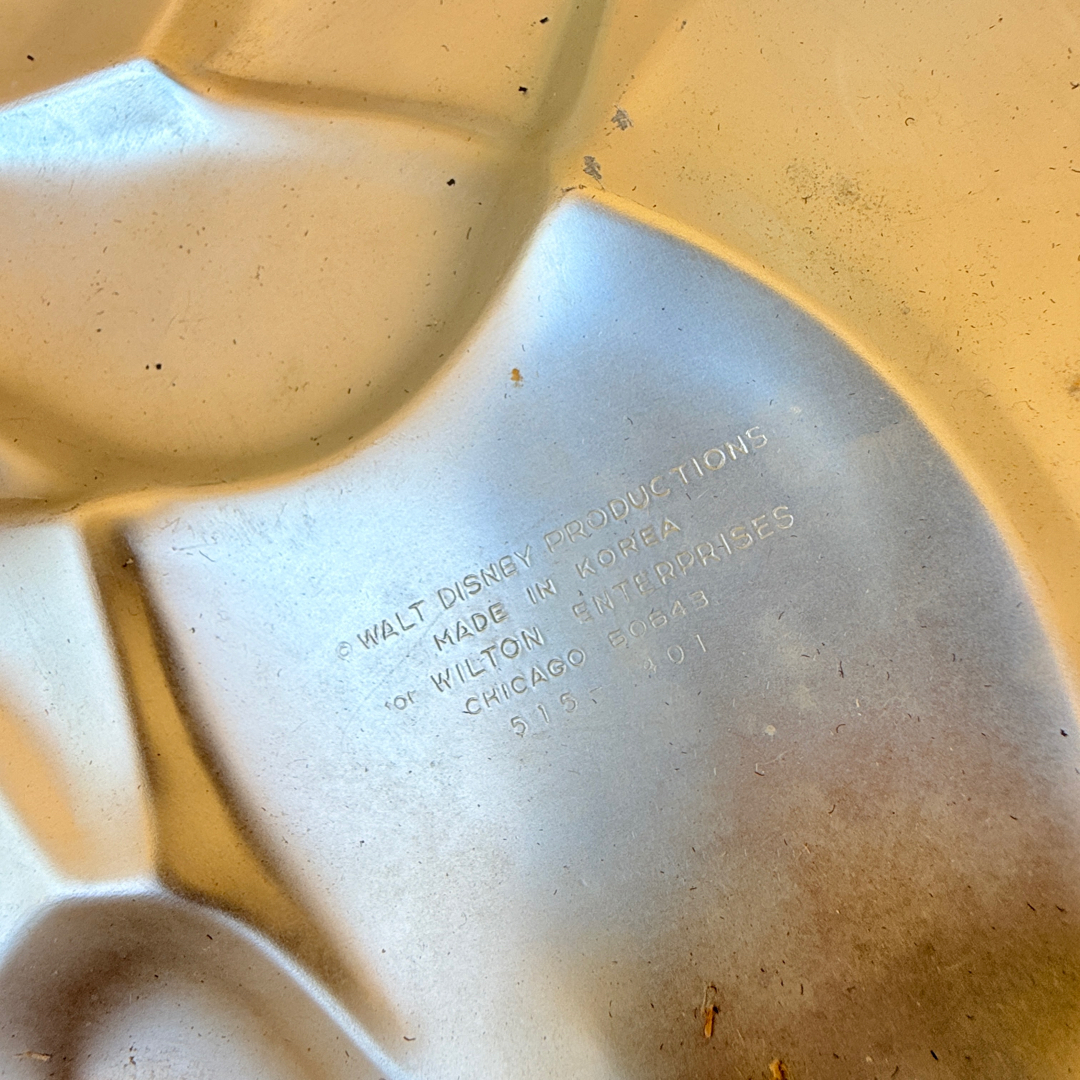 © WALT DISNEY PRODUCTIONS
MADE IN KOREA
for WILTON ENTERPRISES
CHICAGO 60643
515-